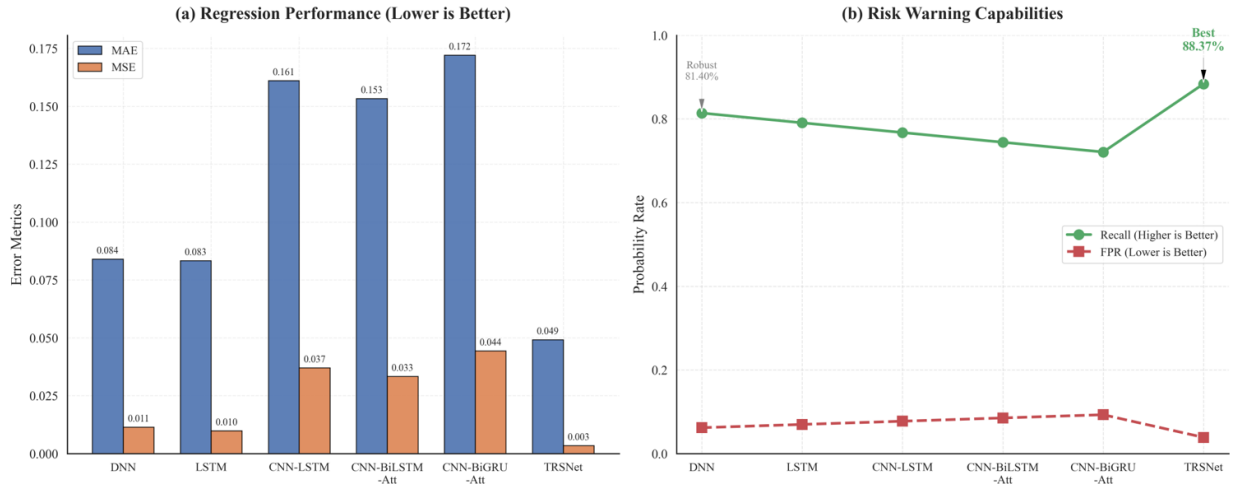 (a) Regression Performance (Lower is Better)
MAE
MSE
Error Metrics
0.175
0.150
0.125
0.100
0.075
0.050
0.025
0.000
0.084
0.011
0.083
0.010
0.161
0.037
0.153
0.033
0.172
0.044
0.049
0.003
DNN
LSTM
CNN-LSTM
CNN-BiLSTM
-Att
CNN-BiGRU
-Att
TRSNet
(b) Risk Warning Capabilities
Probability Rate
1.0
0.8
0.6
0.4
0.2
0.0
Robust
81.40%
Best
88.37%
Recall (Higher is Better)
FPR (Lower is Better)
DNN
LSTM
CNN-LSTM
CNN-BiLSTM
-Att
CNN-BiGRU
-Att
TRSNet